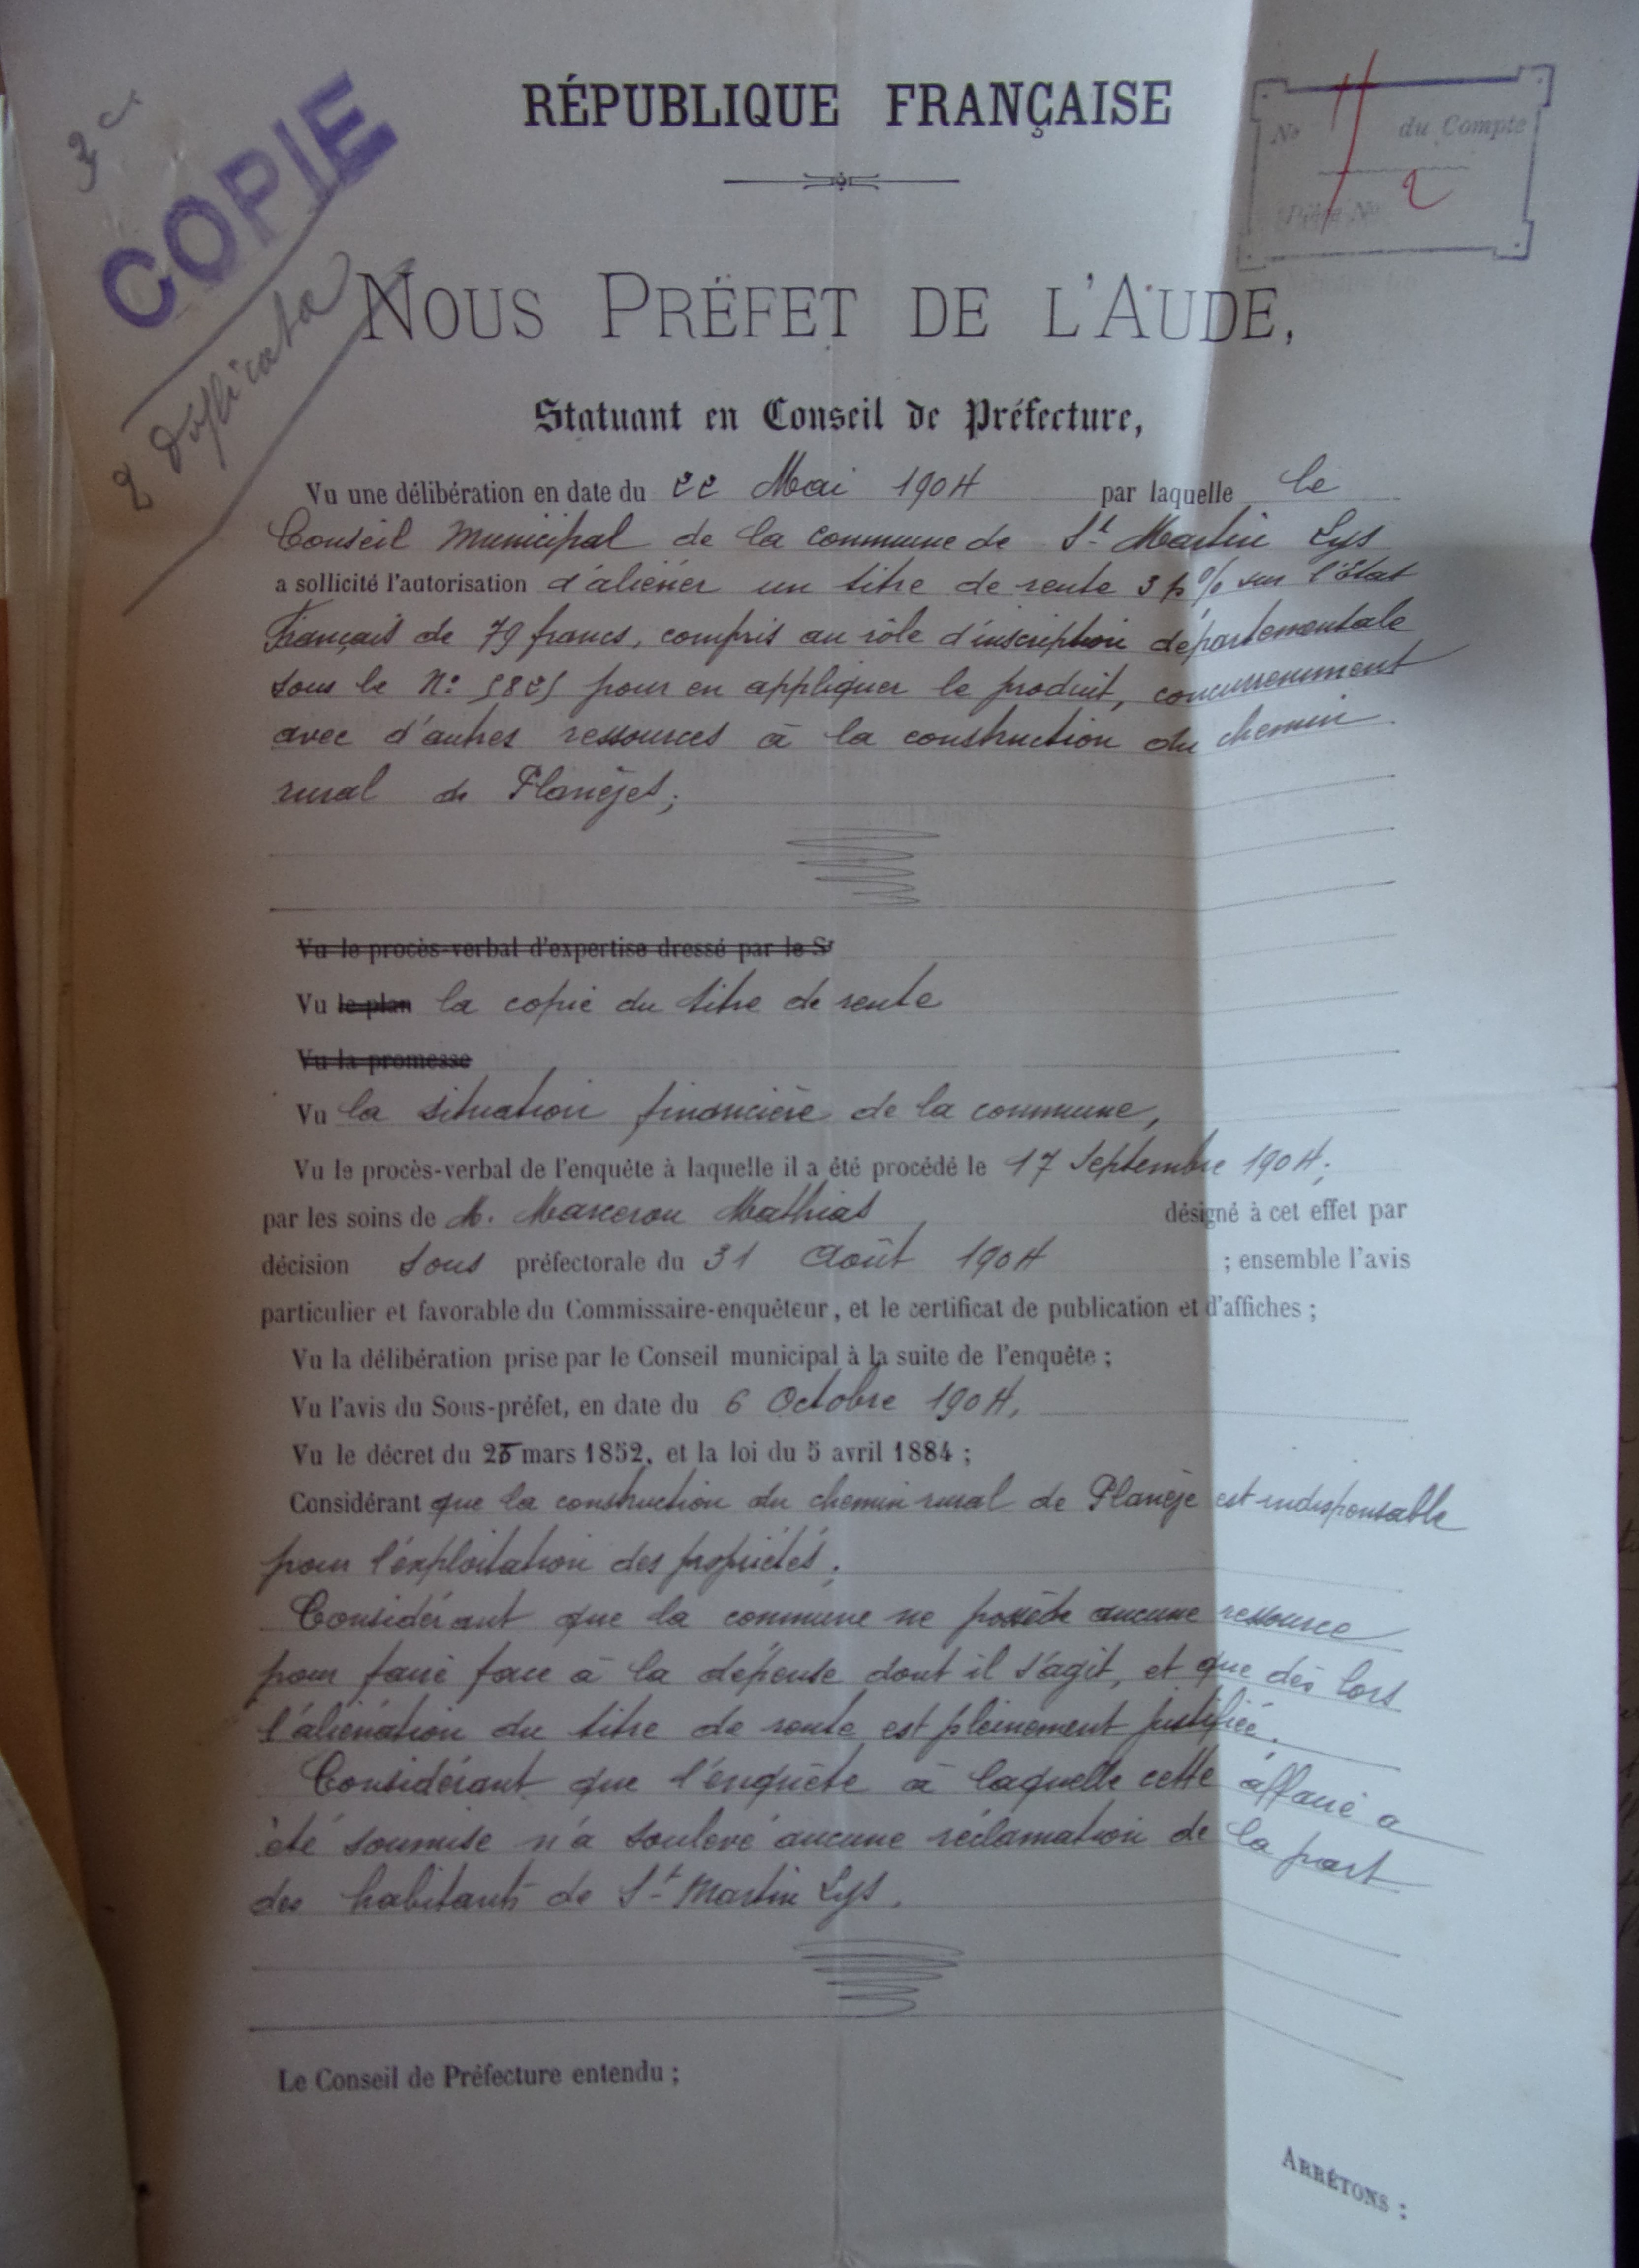 3e
COPIE
2 duplicata
RÉPUBLIQUE FRANÇAISE
No du Compte
Pièce No 2
NOUS PRÉFET DE L'AUDE,
Statuant en Conseil de Préfecture,
Vu une délibération en date du 22 Mai 1904 par laquelle le
Conseil Municipal de la commune de St Martin Lys
a sollicité l'autorisation d'aliéner un titre de rente 3 p% sur l'État
Français de 79 francs, compris au rôle d'inscription départementale
sous le No: 5825 pour en appliquer le produit, concurremment
avec d'autres ressources à la construction du chemin
rural de Planèjes;
Vu le procès-verbal d'expertise dressé par le Sr
Vu le plan la copie du titre de rente
Vu la promesse
Vu la situation financière de la commune,
Vu le procès-verbal de l'enquête à laquelle il a été procédé le 17 Septembre 1904;
par les soins de M. Marcerou Mathias désigné à cet effet par
décision sous préfectorale du 31 Août 1904 ; ensemble l'avis
particulier et favorable du Commissaire-enquêteur, et le certificat de publication et d'affiches ;
Vu la délibération prise par le Conseil municipal à la suite de l'enquête ;
Vu l'avis du Sous-préfet, en date du 6 Octobre 1904,
Vu le décret du 25 mars 1852, et la loi du 5 avril 1884 ;
Considérant que la construction du chemin rural de Planèje est indispensable
pour l'exploitation des propriétés;
Considérant que la commune ne possède aucune ressource
pour faire face à la dépense dont il s'agit, et que dès lors
l'aliénation du titre de rente est pleinement justifiée.
Considérant que l'enquête à laquelle cette affaire a
été soumise n'a soulevé aucune réclamation de la part
des habitants de St Martin Lys.
Le Conseil de Préfecture entendu ;
ARRÊTONS :